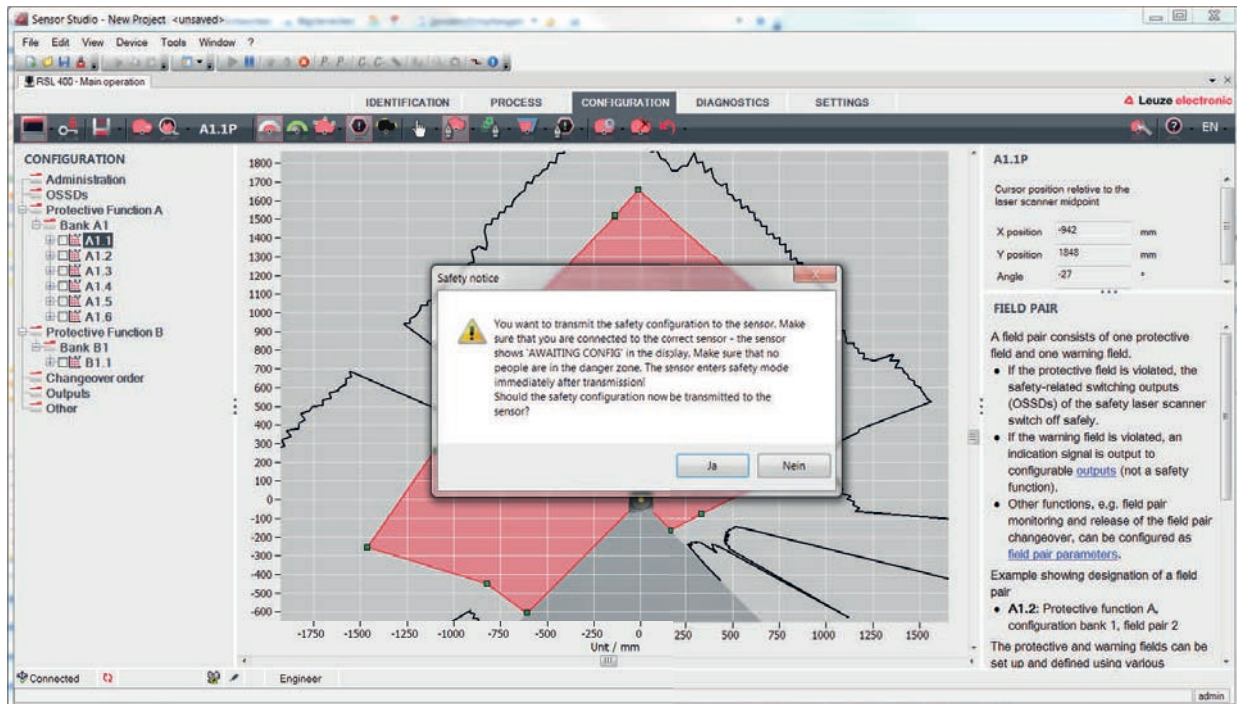 Sensor Studio - New Project <unsaved>
File Edit View Device Tools Window ?
RSL 400 - Main operation
IDENTIFICATION PROCESS CONFIGURATION DIAGNOSTICS SETTINGS
Leuze electronic
A1.1P
EN
CONFIGURATION
Administration
OSSDs
Protective Function A
Bank A1
A1.1
A1.2
A1.3
A1.4
A1.5
A1.6
Protective Function B
Bank B1
B1.1
Changeover order
Outputs
Other
1800
1700
1600
1500
1400
1300
1200
1100
1000
900
800
700
600
500
400
300
200
100
0
-100
-200
-300
-400
-500
-600
-1750 -1500 -1250 -1000 -750 -500 -250 0 250 500 750 1000 1250 1500
Unt / mm
Safety notice
You want to transmit the safety configuration to the sensor. Make
sure that you are connected to the correct sensor - the sensor
shows 'AWAITING CONFIG' in the display. Make sure that no
people are in the danger zone. The sensor enters safety mode
immediately after transmission!
Should the safety configuration now be transmitted to the
sensor?
Ja Nein
A1.1P
Cursor position reletive to the
laser scanner midpoint
X position -942 mm
Y position 1848 mm
Angle -27 °
FIELD PAIR
A field pair consists of one protective
field and one warning field.
• If the protective field is violated, the
safety-related switching outputs
(OSSDs) of the safety laser scanner
switch off safely.
• If the warning field is violated, an
indication signal is output to
configurable outputs (not a safety
function).
• Other functions, e.g. field pair
monitoring and release of the field pair
changeover, can be configured as
field pair parameters.
Example showing designation of a field
pair
• A1.2: Protective function A,
configuration bank 1, field pair 2
The protective and warning fields can be
set up and defined using various
Connected
Engineer
admin